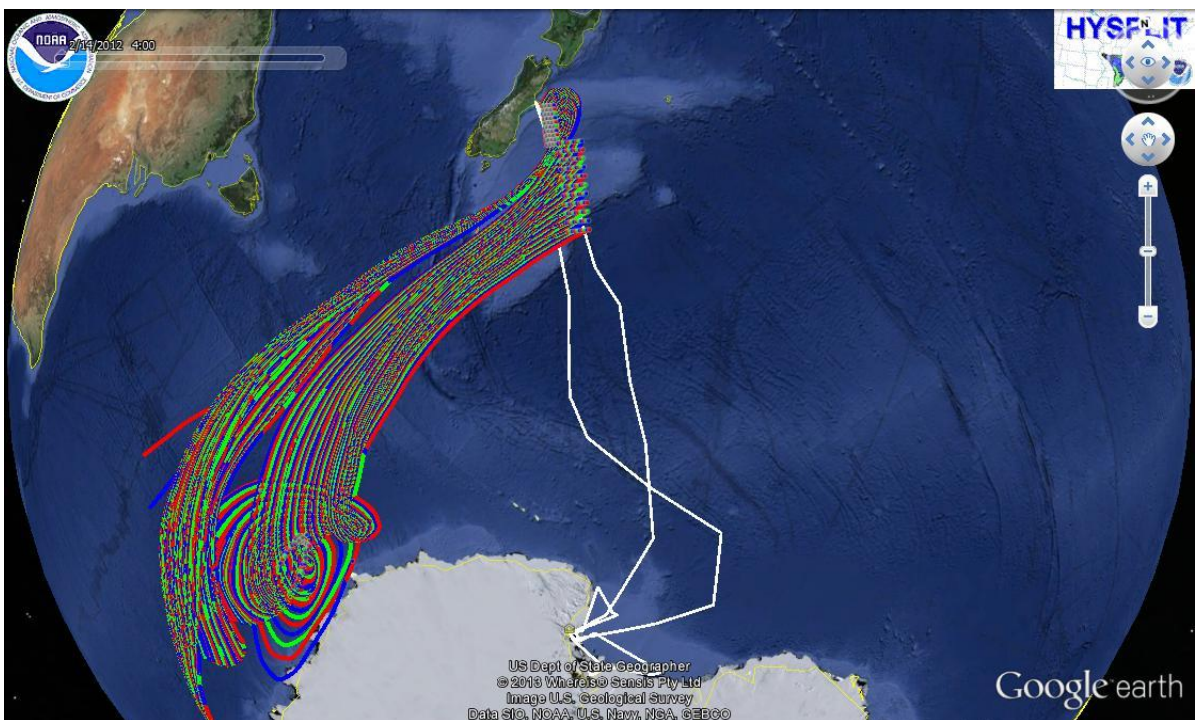 NOAA
2/14/2012 4:00
HYSPLIT
N
US Dept of State Geographer
© 2013 Whereis® Sensis Pty Ltd
Image U.S. Geological Survey
Data SIO, NOAA, U.S. Navy, NGA, GEBCO
Google earth